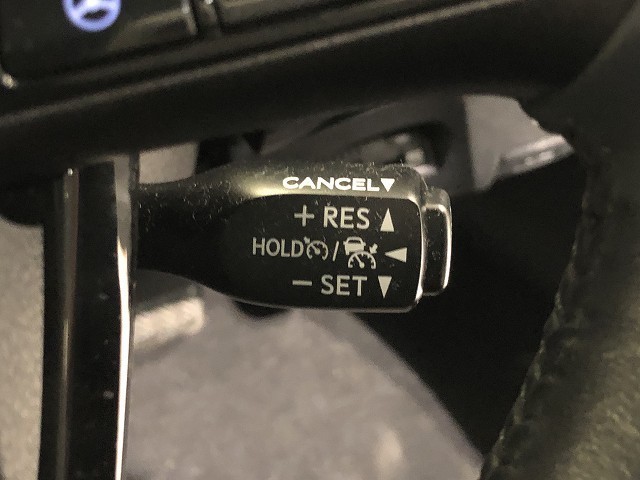 CANCEL▼
+ RES ▲
HOLD / ◀
− SET ▼